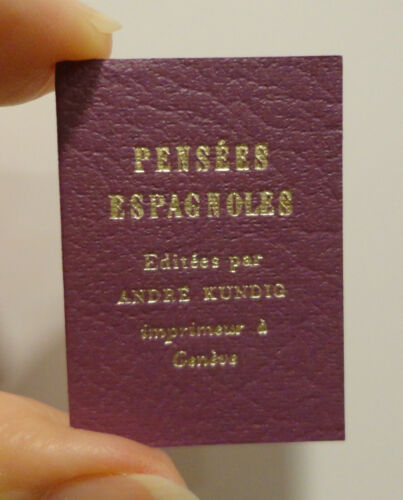 PENSÉES
ESPAGNOLES
Editées par
ANDRÉ KUNDIG
imprimeur à
Genève